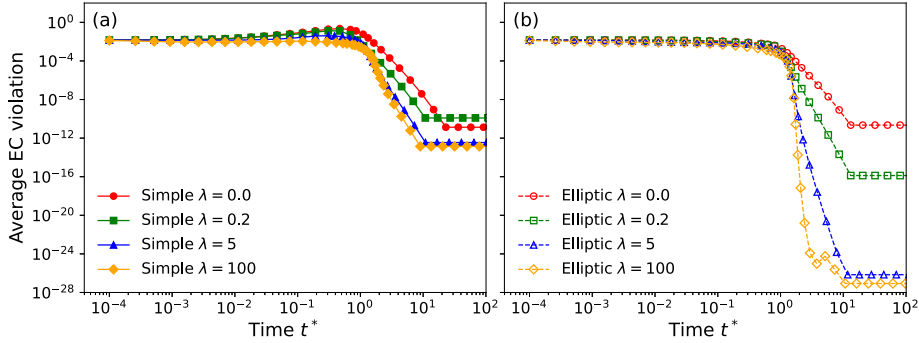 (a)
(b)
Average EC violation
10^0
10^-4
10^-8
10^-12
10^-16
10^-20
10^-24
10^-28
Simple λ = 0.0
Simple λ = 0.2
Simple λ = 5
Simple λ = 100
Elliptic λ = 0.0
Elliptic λ = 0.2
Elliptic λ = 5
Elliptic λ = 100
10^-4 10^-3 10^-2 10^-1 10^0 10^1 10^2
10^-4 10^-3 10^-2 10^-1 10^0 10^1 10^2
Time t*
Time t*